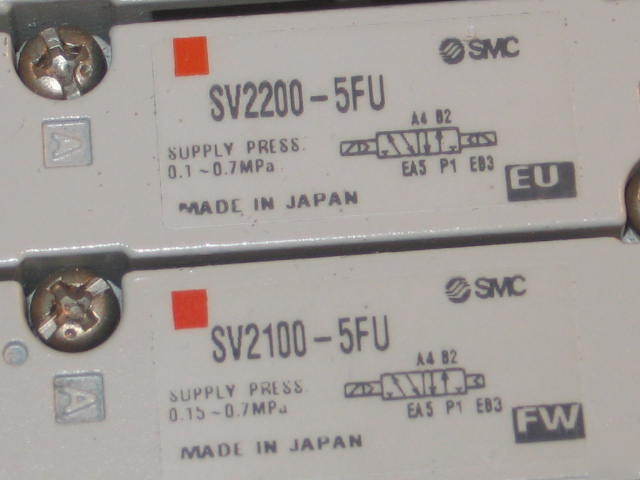 SMC
SV2200-5FU
A4 B2
SUPPLY PRESS.
0.1~0.7MPa
EA5 P1 EB3
EU
MADE IN JAPAN
A
SMC
SV2100-5FU
A4 B2
SUPPLY PRESS.
0.15~0.7MPa
EA5 P1 EB3
FW
MADE IN JAPAN
A